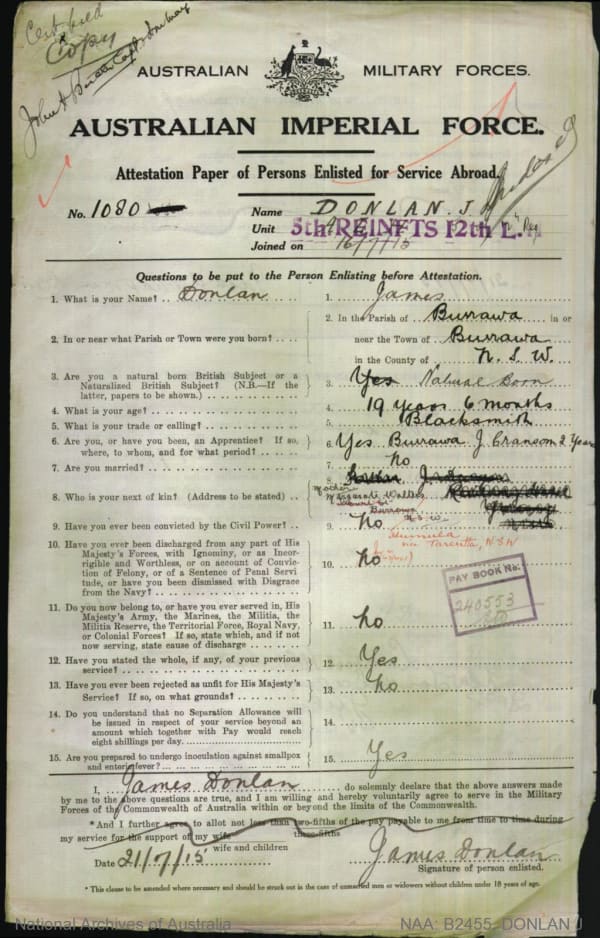 Certified
Copy
AUSTRALIAN MILITARY FORCES.
AUSTRALIAN IMPERIAL FORCE.
Attestation Paper of Persons Enlisted for Service Abroad.
No. 1080 Name DONLAN. J.
Unit 5th REINFTS 12th L.
Joined on 16/7/15
Questions to be put to the Person Enlisting before Attestation.
1. What is your Name? .. Donlan 1. James
2. In or near what Parish or Town were you born? .... 2. In the Parish of Burrawa in or
near the Town of Burrawa
in the County of N. S. W.
3. Are you a natural born British Subject or a
Naturalized British Subject? (N.B.—If the
latter, papers to be shown.) 3. Yes Natural Born
4. What is your age? 4. 19 years 6 months
5. What is your trade or calling? 5. Blacksmith
6. Are you, or have you been, an Apprentice? If so,
where, to whom, and for what period? 6. Yes Burrawa J. Cransom 2 Years
7. Are you married? 7. No
8. Who is your next of kin? (Address to be stated) 8. Mother
Margaret
Burrowa N.S.W.
9. Have you ever been convicted by the Civil Power? .. 9. No
Humula
via Tarcutta, N.S.W
10. Have you ever been discharged from any part of His
Majesty's Forces, with Ignominy, or as Incor-
rigible and Worthless, or on account of Convic-
tion of Felony, or of a Sentence of Penal Servi
tude, or have you been dismissed with Disgrace
from the Navy? 10. No
PAY BOOK No.
240553
11. Do you now belong to, or have you ever served in, His
Majesty's Army, the Marines, the Militia, the
Militia Reserve, the Territorial Force, Royal Navy,
or Colonial Forces? If so, state which, and if not
now serving, state cause of discharge 11. No
12. Have you stated the whole, if any, of your previous
service? 12. Yes
13. Have you ever been rejected as unfit for His Majesty's
Service? If so, on what grounds? 13. No
14. Do you understand that no Separation Allowance will
be issued in respect of your service beyond an
amount which together with Pay would reach
eight shillings per day. 14.
15. Are you prepared to undergo inoculation against smallpox
and enteric fever? 15. Yes
I, James Donlan do solemnly declare that the above answers made
by me to the above questions are true, and I am willing and hereby voluntarily agree to serve in the Military
Forces of the Commonwealth of Australia within or beyond the limits of the Commonwealth.
*And I further agree to allot not less than two-fifths of the pay payable to me from time to time during
three-fifths
my service for the support of my wife
wife and children
Date 21/07/15 James Donlan
Signature of person enlisted.
* This clause to be amended where necessary and should be struck out in the case of unmarried men or widowers without children under 18 years of age.
National Archives of Australia NAA: B2455, DONLAN J